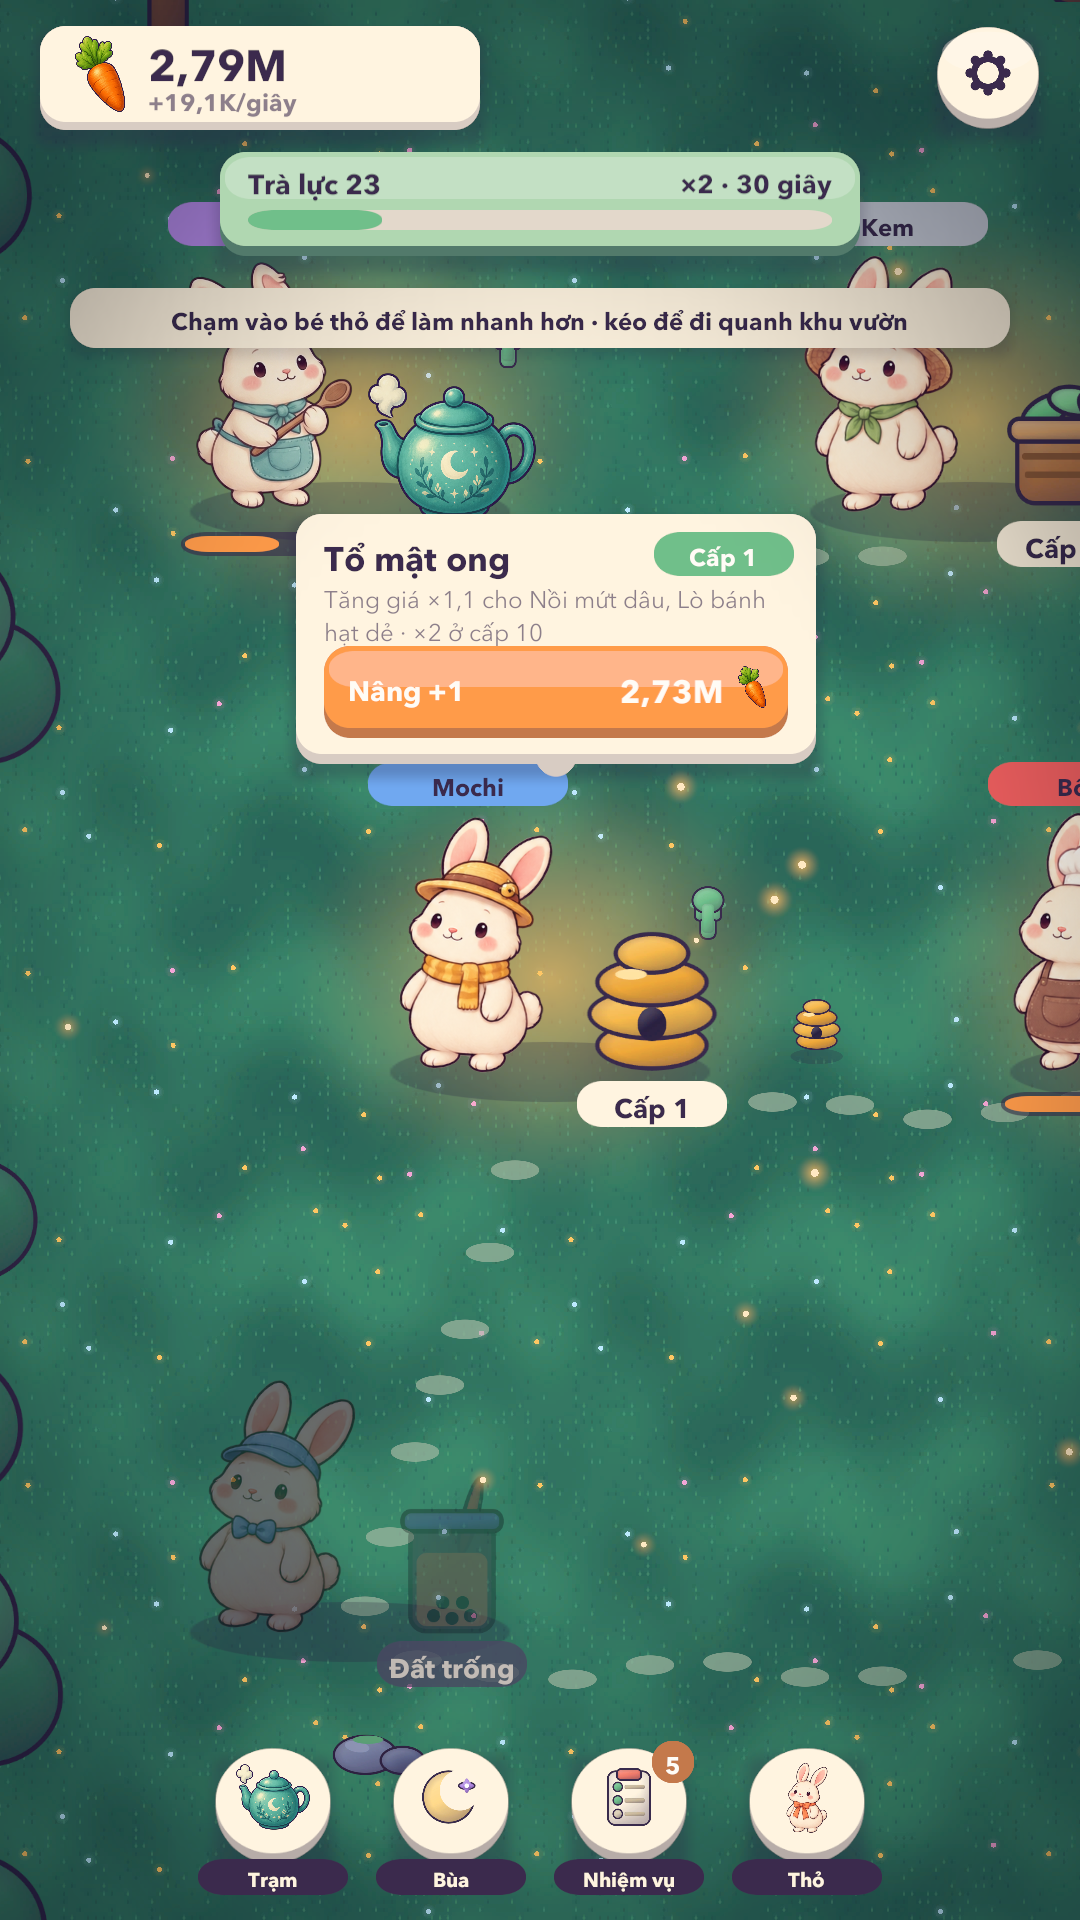 2,79M
+19,1K/giây
Trà lực 23
×2 · 30 giây
Kem
Chạm vào bé thỏ để làm nhanh hơn · kéo để đi quanh khu vườn
Cấp
Tổ mật ong
Cấp 1
Tăng giá ×1,1 cho Nồi mứt dâu, Lò bánh
hạt dẻ · ×2 ở cấp 10
Nâng +1
2,73M
Mochi
Cấp 1
Đất trống
5
Trạm
Bùa
Nhiệm vụ
Thỏ